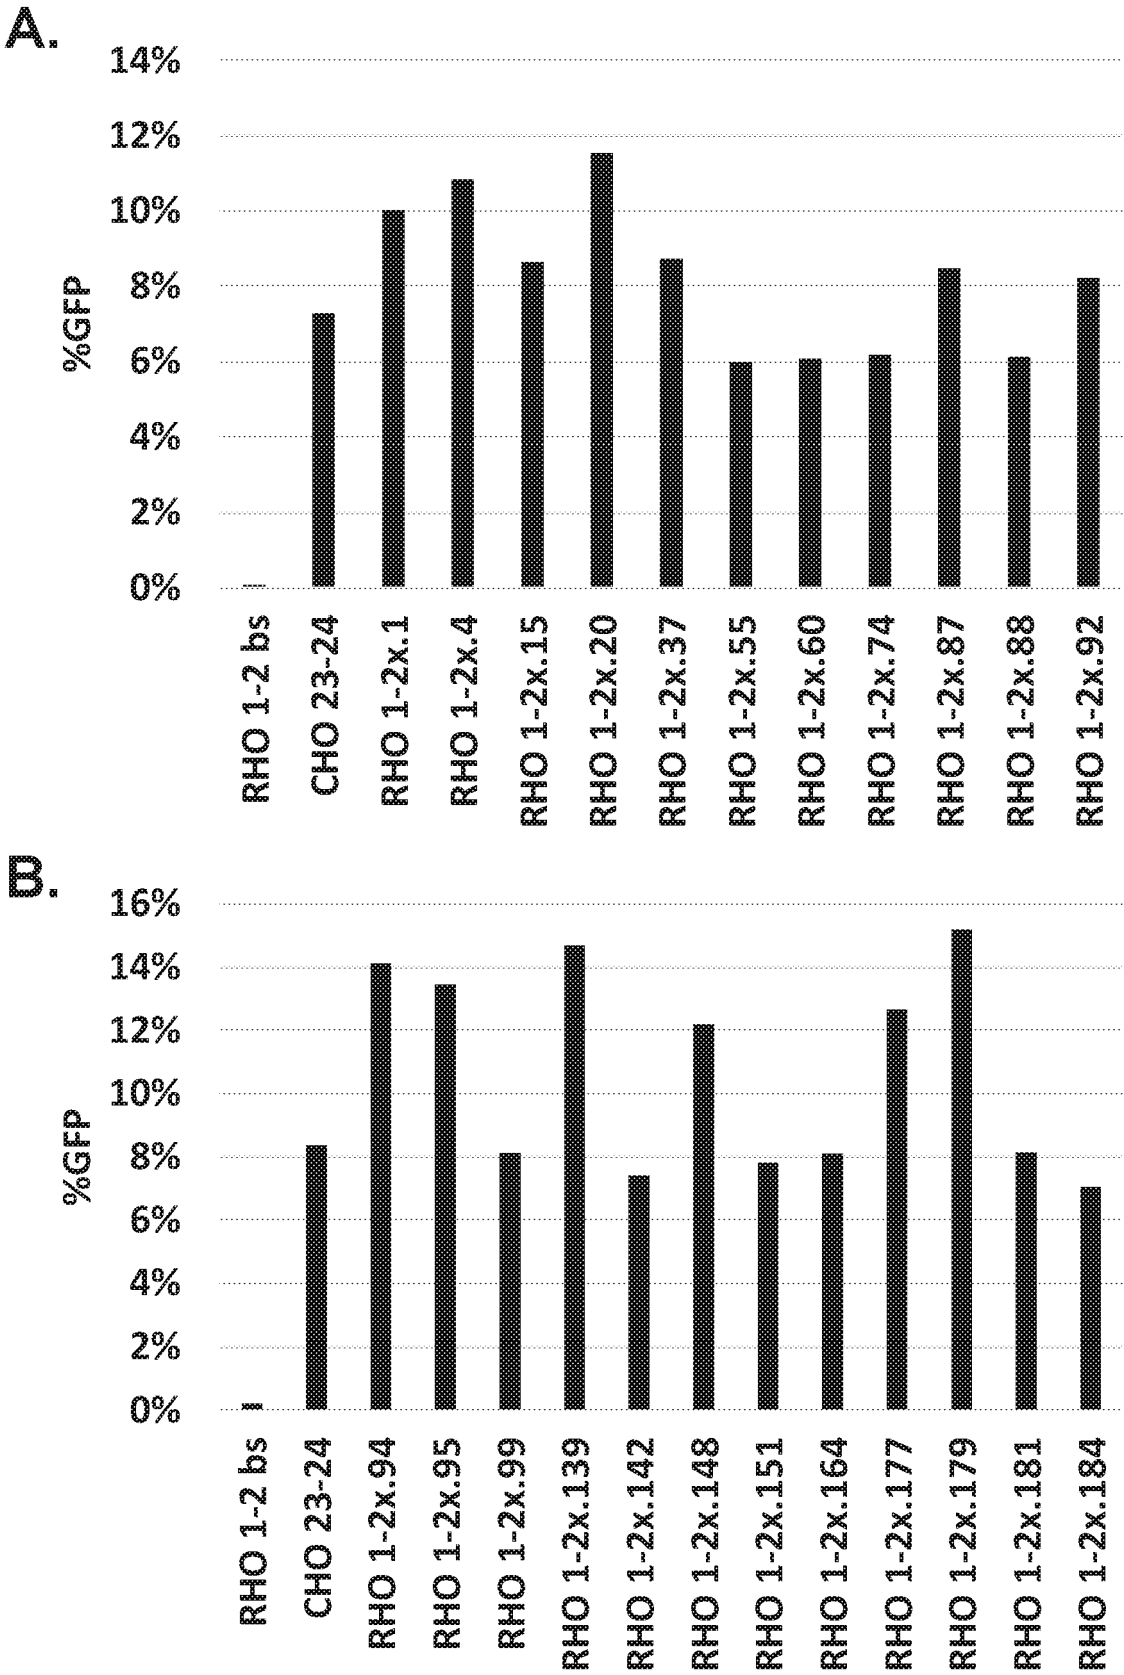 A.
14%
12%
10%
8%
6%
4%
2%
0%
%GFP
RHO 1-2 bs
CHO 23-24
RHO 1-2x.1
RHO 1-2x.4
RHO 1-2x.15
RHO 1-2x.20
RHO 1-2x.37
RHO 1-2x.55
RHO 1-2x.60
RHO 1-2x.74
RHO 1-2x.87
RHO 1-2x.88
RHO 1-2x.92
B.
16%
14%
12%
10%
8%
6%
4%
2%
0%
%GFP
RHO 1-2 bs
CHO 23-24
RHO 1-2x.94
RHO 1-2x.95
RHO 1-2x.99
RHO 1-2x.139
RHO 1-2x.142
RHO 1-2x.148
RHO 1-2x.151
RHO 1-2x.164
RHO 1-2x.177
RHO 1-2x.179
RHO 1-2x.181
RHO 1-2x.184